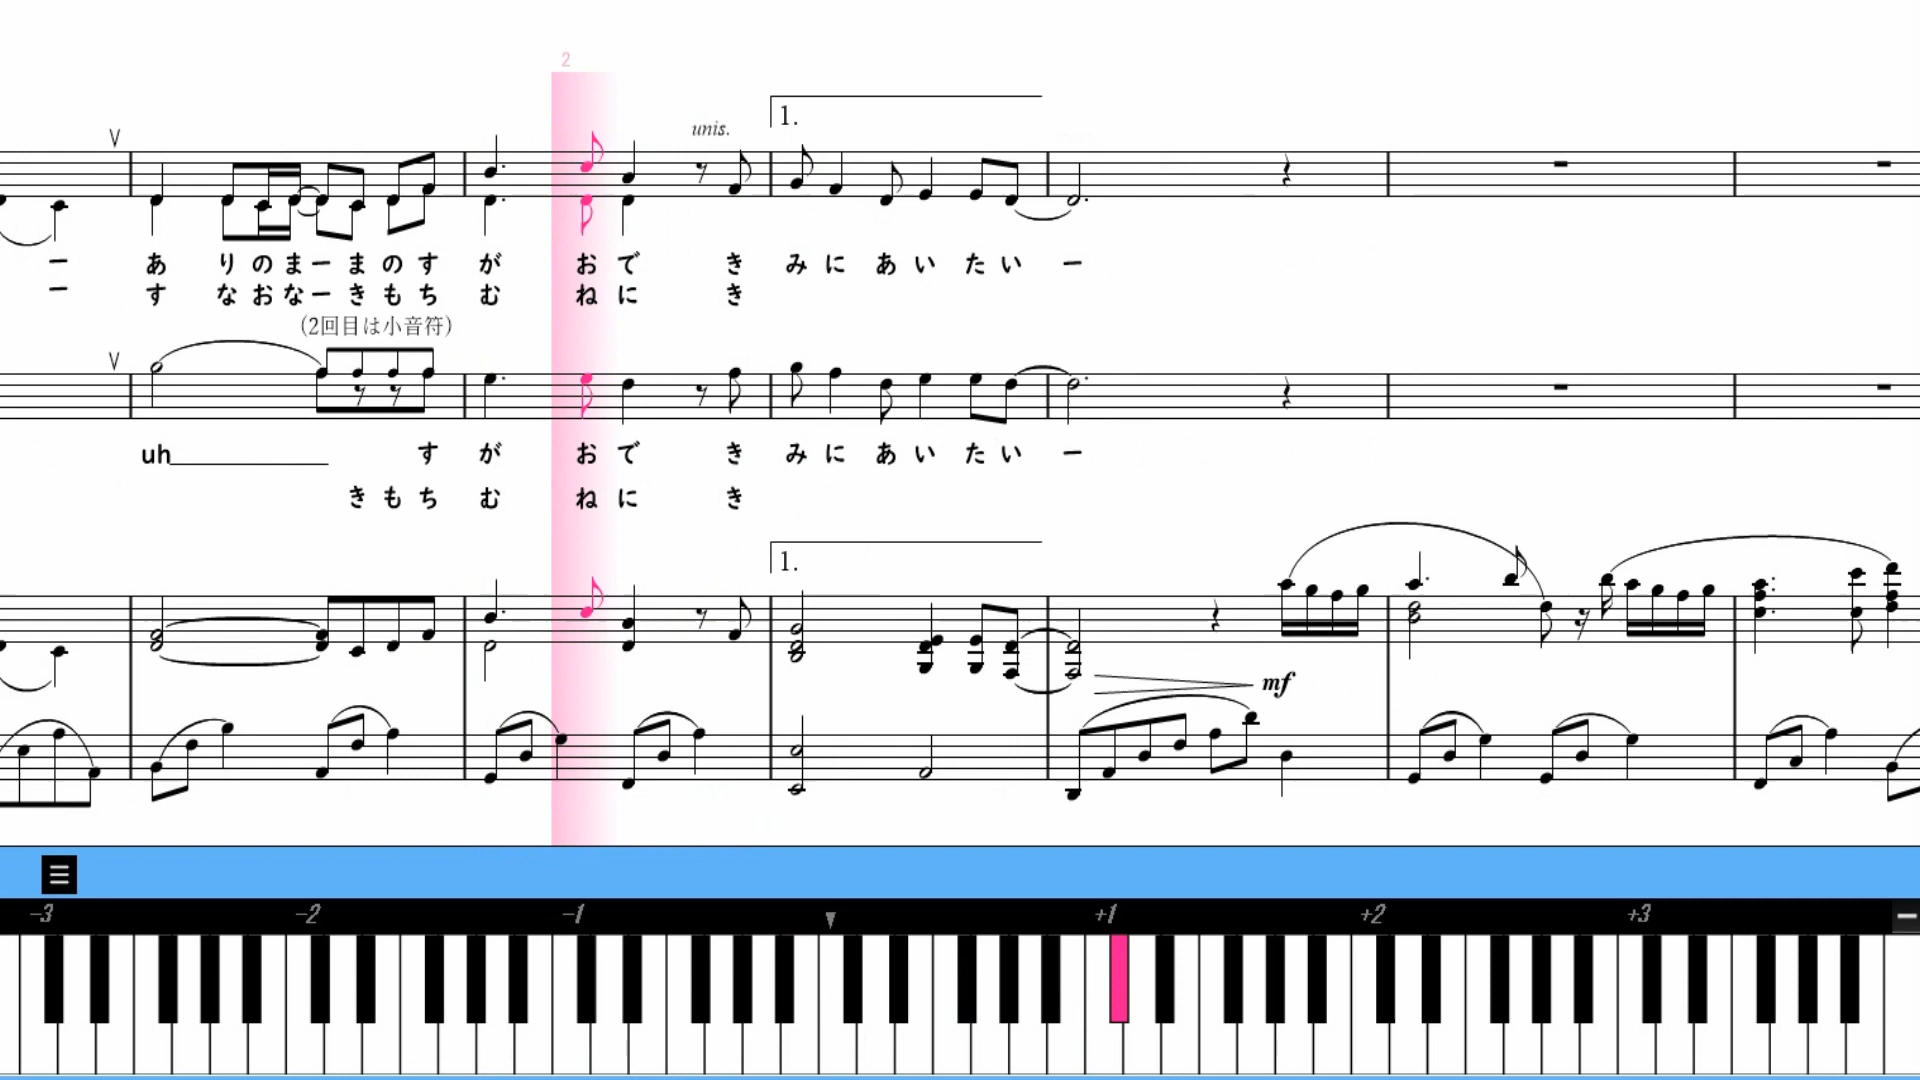 2
1.
unis.
ー あ り の ま ー ま の す が お で き み に あ い た い ー
ー す な お な ー き も ち む ね に き
(2回目は小音符)
uh す が お で き み に あ い た い ー
き も ち む ね に き
1.
mf
-3 -2 -1 +1 +2 +3